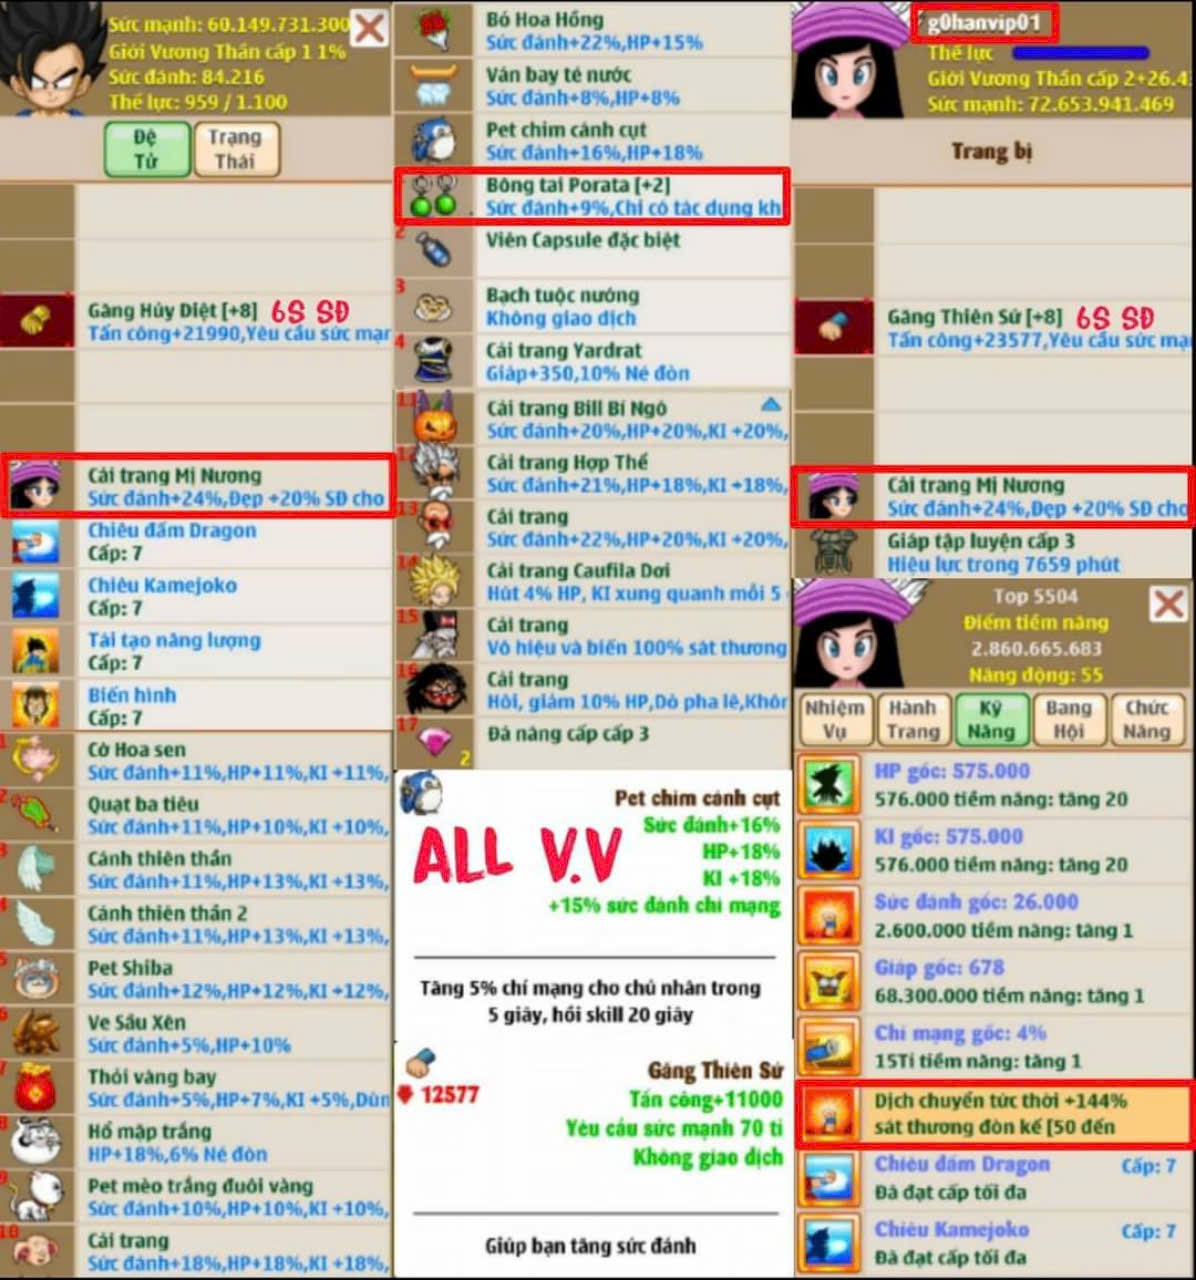 Sức mạnh: 60.149.731.300
Giới Vương Thần cấp 1 1%
Sức đánh: 84.216
Thể lực: 959 / 1.100
Đệ
Tử
Trạng
Thái
Găng Hủy Diệt [+8] 6S SĐ
Tấn công+21990,Yêu cầu sức mạn
Cải trang Mị Nương
Sức đánh+24%,Đẹp +20% SĐ cho
Chiêu đấm Dragon
Cấp: 7
Chiêu Kamejoko
Cấp: 7
Tái tạo năng lượng
Cấp: 7
Biến hình
Cấp: 7
1
Cờ Hoa sen
Sức đánh+11%,HP+11%,KI +11%,
2
Quạt ba tiêu
Sức đánh+11%,HP+10%,KI +10%,
3
Cánh thiên thần
Sức đánh+11%,HP+13%,KI +13%,
4
Cánh thiên thần 2
Sức đánh+11%,HP+13%,KI +13%,
5
Pet Shiba
Sức đánh+12%,HP+12%,KI +12%,
6
Ve Sầu Xên
Sức đánh+5%,HP+10%
7
Thỏi vàng bay
Sức đánh+5%,HP+7%,KI +5%,Dùn
8
Hổ mập trắng
HP+18%,6% Né đòn
9
Pet mèo trắng đuôi vàng
Sức đánh+10%,HP+10%,KI +10%,
10
Cải trang
Sức đánh+18%,HP+18%,KI +18%,
Bó Hoa Hồng
Sức đánh+22%,HP+15%
Ván bay té nước
Sức đánh+8%,HP+8%
Pet chim cánh cụt
Sức đánh+16%,HP+18%
Bông tai Porata [+2]
Sức đánh+9%,Chỉ có tác dụng kh
2
Viên Capsule đặc biệt
3
Bạch tuộc nướng
Không giao dịch
4
Cải trang Yardrat
Giáp+350,10% Né đòn
11
Cải trang Bill Bí Ngô
Sức đánh+20%,HP+20%,KI +20%,
12
Cải trang Hợp Thể
Sức đánh+21%,HP+18%,KI +18%,
13
Cải trang
Sức đánh+22%,HP+20%,KI +20%,
14
Cải trang Caufila Dơi
Hút 4% HP, KI xung quanh mỗi 5
15
Cải trang
Vô hiệu và biến 100% sát thương
16
Cải trang
Hôi, giảm 10% HP,Dò pha lê,Khôn
17
Đá nâng cấp cấp 3
2
Pet chim cánh cụt
Sức đánh+16%
HP+18%
KI +18%
+15% sức đánh chí mạng
ALL V.V
Tăng 5% chí mạng cho chủ nhân trong
5 giây, hồi skill 20 giây
Găng Thiên Sứ
12577
Tấn công+11000
Yêu cầu sức mạnh 70 tỉ
Không giao dịch
Giúp bạn tăng sức đánh
g0hanvip01
Thể lực
Giới Vương Thần cấp 2+26.4
Sức mạnh: 72.653.941.469
Trang bị
Găng Thiên Sứ [+8] 6S SĐ
Tấn công+23577,Yêu cầu sức mạ
Cải trang Mị Nương
Sức đánh+24%,Đẹp +20% SĐ cho
Giáp tập luyện cấp 3
Hiệu lực trong 7659 phút
Top 5504
Điểm tiềm năng
2.860.665.683
Năng động: 55
Nhiệm
Vụ
Hành
Trang
Kỹ
Năng
Bang
Hội
Chức
Năng
HP gốc: 575.000
576.000 tiềm năng: tăng 20
KI gốc: 575.000
576.000 tiềm năng: tăng 20
Sức đánh gốc: 26.000
2.600.000 tiềm năng: tăng 1
Giáp gốc: 678
68.300.000 tiềm năng: tăng 1
Chí mạng gốc: 4%
15Tỉ tiềm năng: tăng 1
Dịch chuyển tức thời +144%
sát thương đòn kế [50 đến
Chiêu đấm Dragon Cấp: 7
Đã đạt cấp tối đa
Chiêu Kamejoko Cấp: 7
Đã đạt cấp tối đa